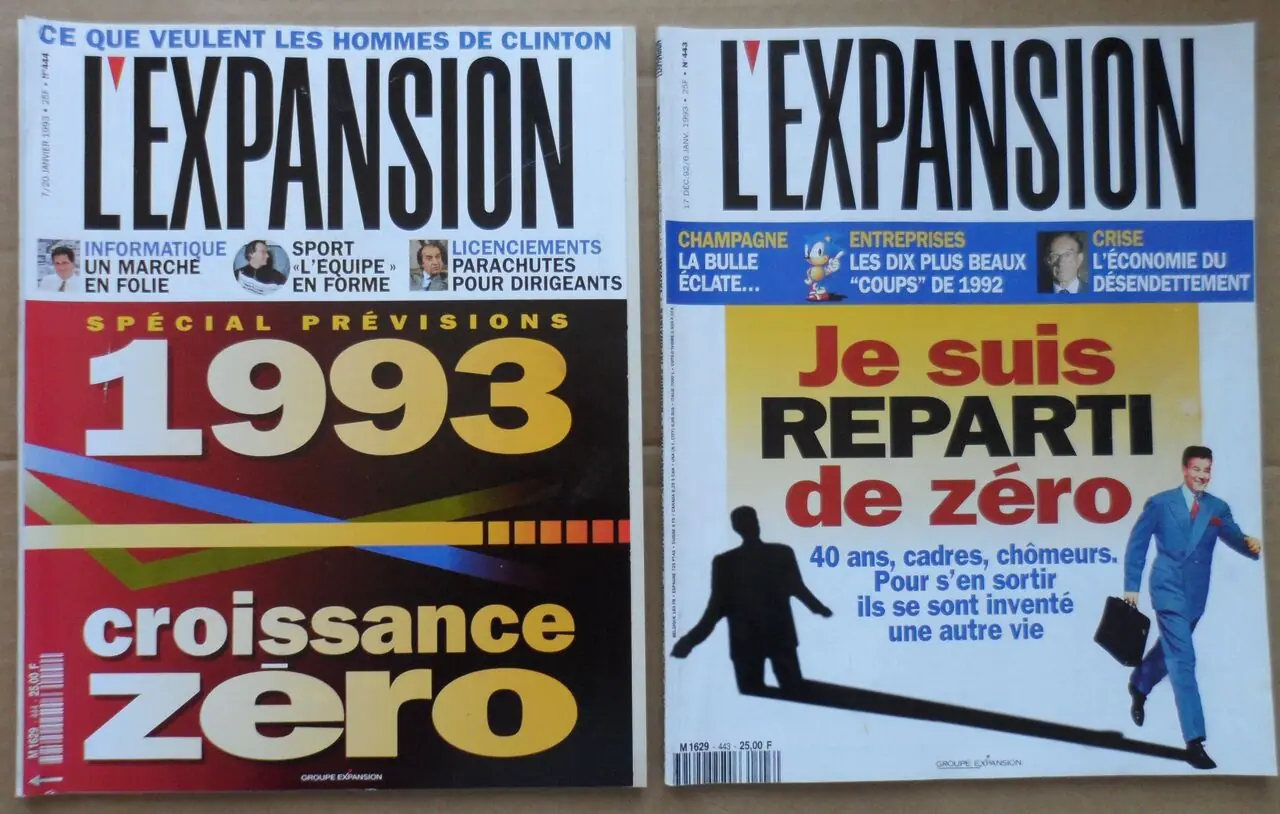 CE QUE VEULENT LES HOMMES DE CLINTON
7/20 JANVIER 1993 • 25F • N° 444
L'EXPANSION
INFORMATIQUE
UN MARCHÉ
EN FOLIE
SPORT
«L'EQUIPE»
EN FORME
LICENCIEMENTS
PARACHUTES
POUR DIRIGEANTS
SPÉCIAL PRÉVISIONS
1993
croissance
zéro
M 1629 - 444 - 25,00 F
GROUPE EXPANSION
17 DÉC. 92/6 JANV. 1993 • 25F • N° 443
L'EXPANSION
CHAMPAGNE
LA BULLE
ÉCLATE...
ENTREPRISES
LES DIX PLUS BEAUX
"COUPS" DE 1992
CRISE
L'ÉCONOMIE DU
DÉSENDETTEMENT
Je suis
REPARTI
de zéro
40 ans, cadres, chômeurs.
Pour s'en sortir
ils se sont inventé
une autre vie
M 1629 - 443 - 25,00 F
GROUPE EXPANSION